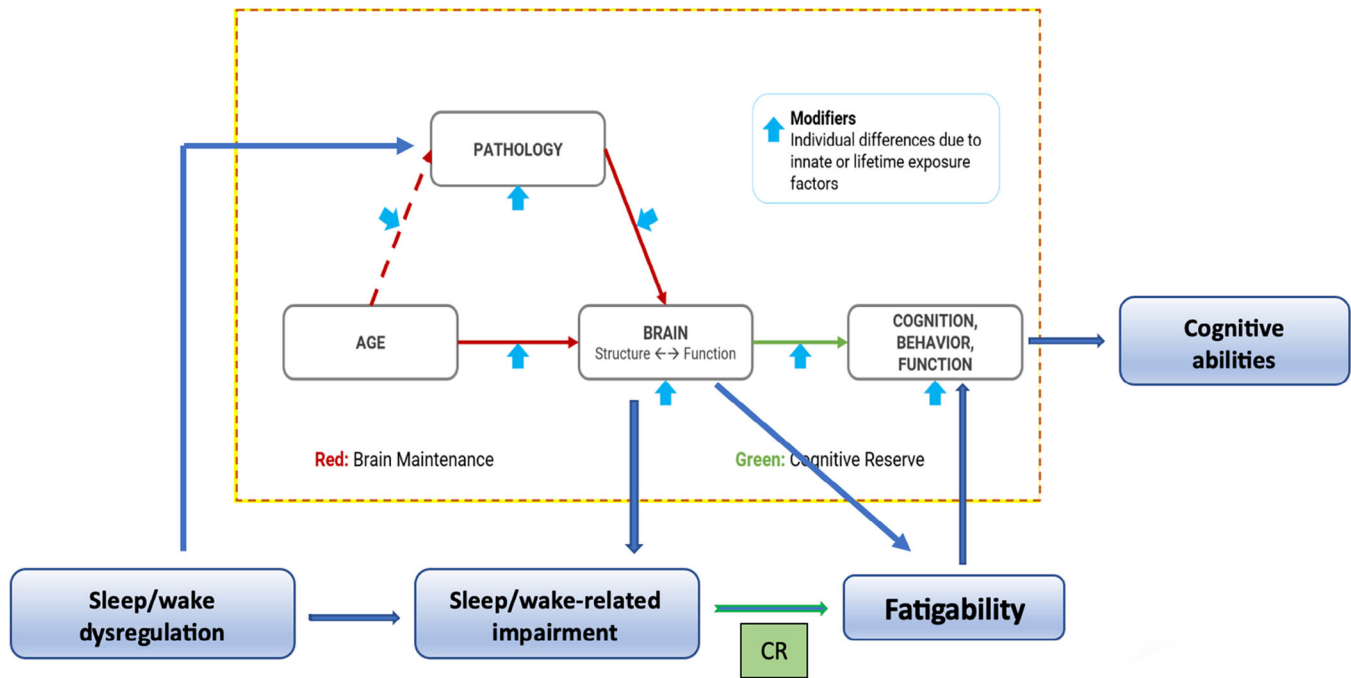 Modifiers
Individual differences due to
innate or lifetime exposure
factors
PATHOLOGY
AGE
BRAIN
Structure ←→ Function
COGNITION,
BEHAVIOR,
FUNCTION
Cognitive
abilities
Red: Brain Maintenance
Green: Cognitive Reserve
Sleep/wake
dysregulation
Sleep/wake-related
impairment
CR
Fatigability